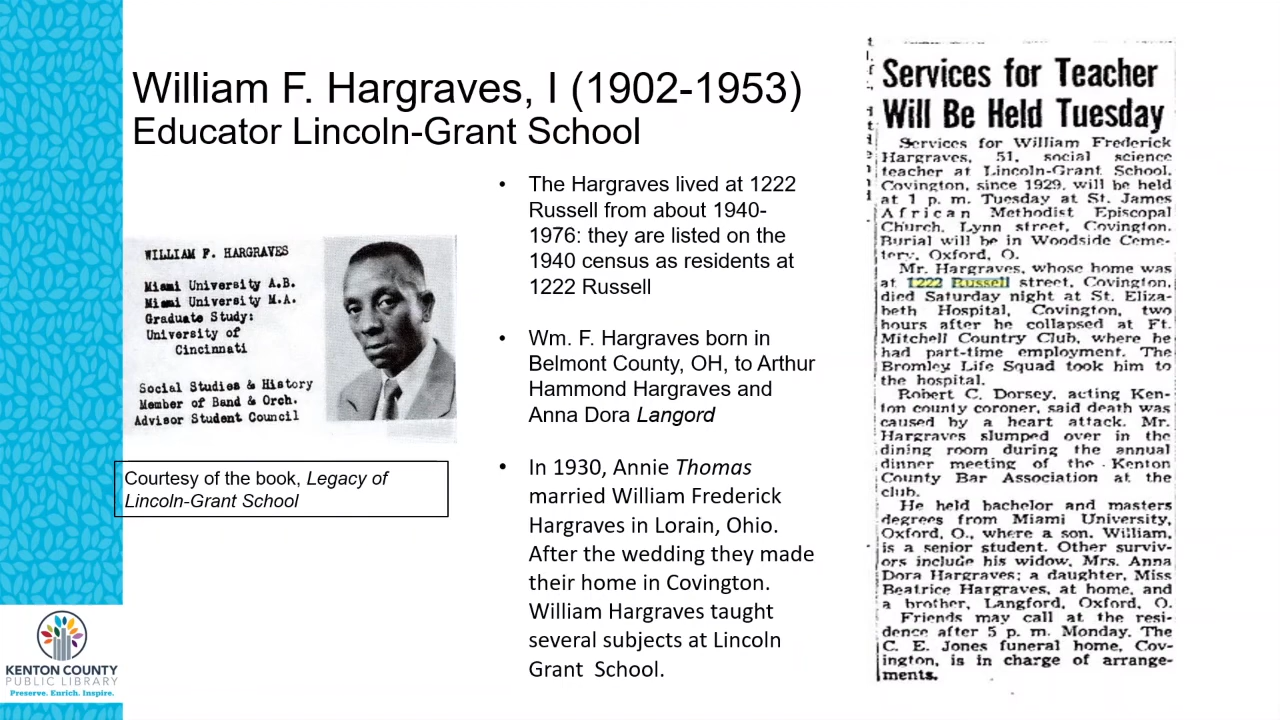 William F. Hargraves, I (1902-1953)
Educator Lincoln-Grant School
WILLIAM F. HARGRAVES
Miami University A.B.
Miami University M.A.
Graduate Study:
University of
Cincinnati
Social Studies & History
Member of Band & Orch.
Advisor Student Council
Courtesy of the book, Legacy of
Lincoln-Grant School
• The Hargraves lived at 1222
Russell from about 1940-
1976: they are listed on the
1940 census as residents at
1222 Russell
• Wm. F. Hargraves born in
Belmont County, OH, to Arthur
Hammond Hargraves and
Anna Dora Langord
• In 1930, Annie Thomas
married William Frederick
Hargraves in Lorain, Ohio.
After the wedding they made
their home in Covington.
William Hargraves taught
several subjects at Lincoln
Grant School.
Services for Teacher
Will Be Held Tuesday
Services for William Frederick
Hargraves, 51, social science
teacher at Lincoln-Grant School,
Covington, since 1929, will be held
at 1 p. m. Tuesday at St. James
African Methodist Episcopal
Church, Lynn street, Covington.
Burial will be in Woodside Ceme-
tery, Oxford, O.
Mr. Hargraves, whose home was
at 1222 Russell street, Covington,
died Saturday night at St. Eliza-
beth Hospital, Covington, two
hours after he collapsed at Ft.
Mitchell Country Club, where he
had part-time employment. The
Bromley Life Squad took him to
the hospital.
Robert C. Dorsey, acting Ken-
ton county coroner, said death was
caused by a heart attack. Mr.
Hargraves slumped over in the
dining room during the annual
dinner meeting of the Kenton
County Bar Association at the
club.
He held bachelor and masters
degrees from Miami University,
Oxford, O., where a son, William,
is a senior student. Other surviv-
ors include his widow, Mrs. Anna
Dora Hargraves; a daughter, Miss
Beatrice Hargraves, at home, and
a brother, Langford, Oxford, O.
Friends may call at the resi-
dence after 5 p. m. Monday. The
C. E. Jones funeral home, Cov-
ington, is in charge of arrange-
ments.
KENTON COUNTY
PUBLIC LIBRARY
Preserve. Enrich. Inspire.